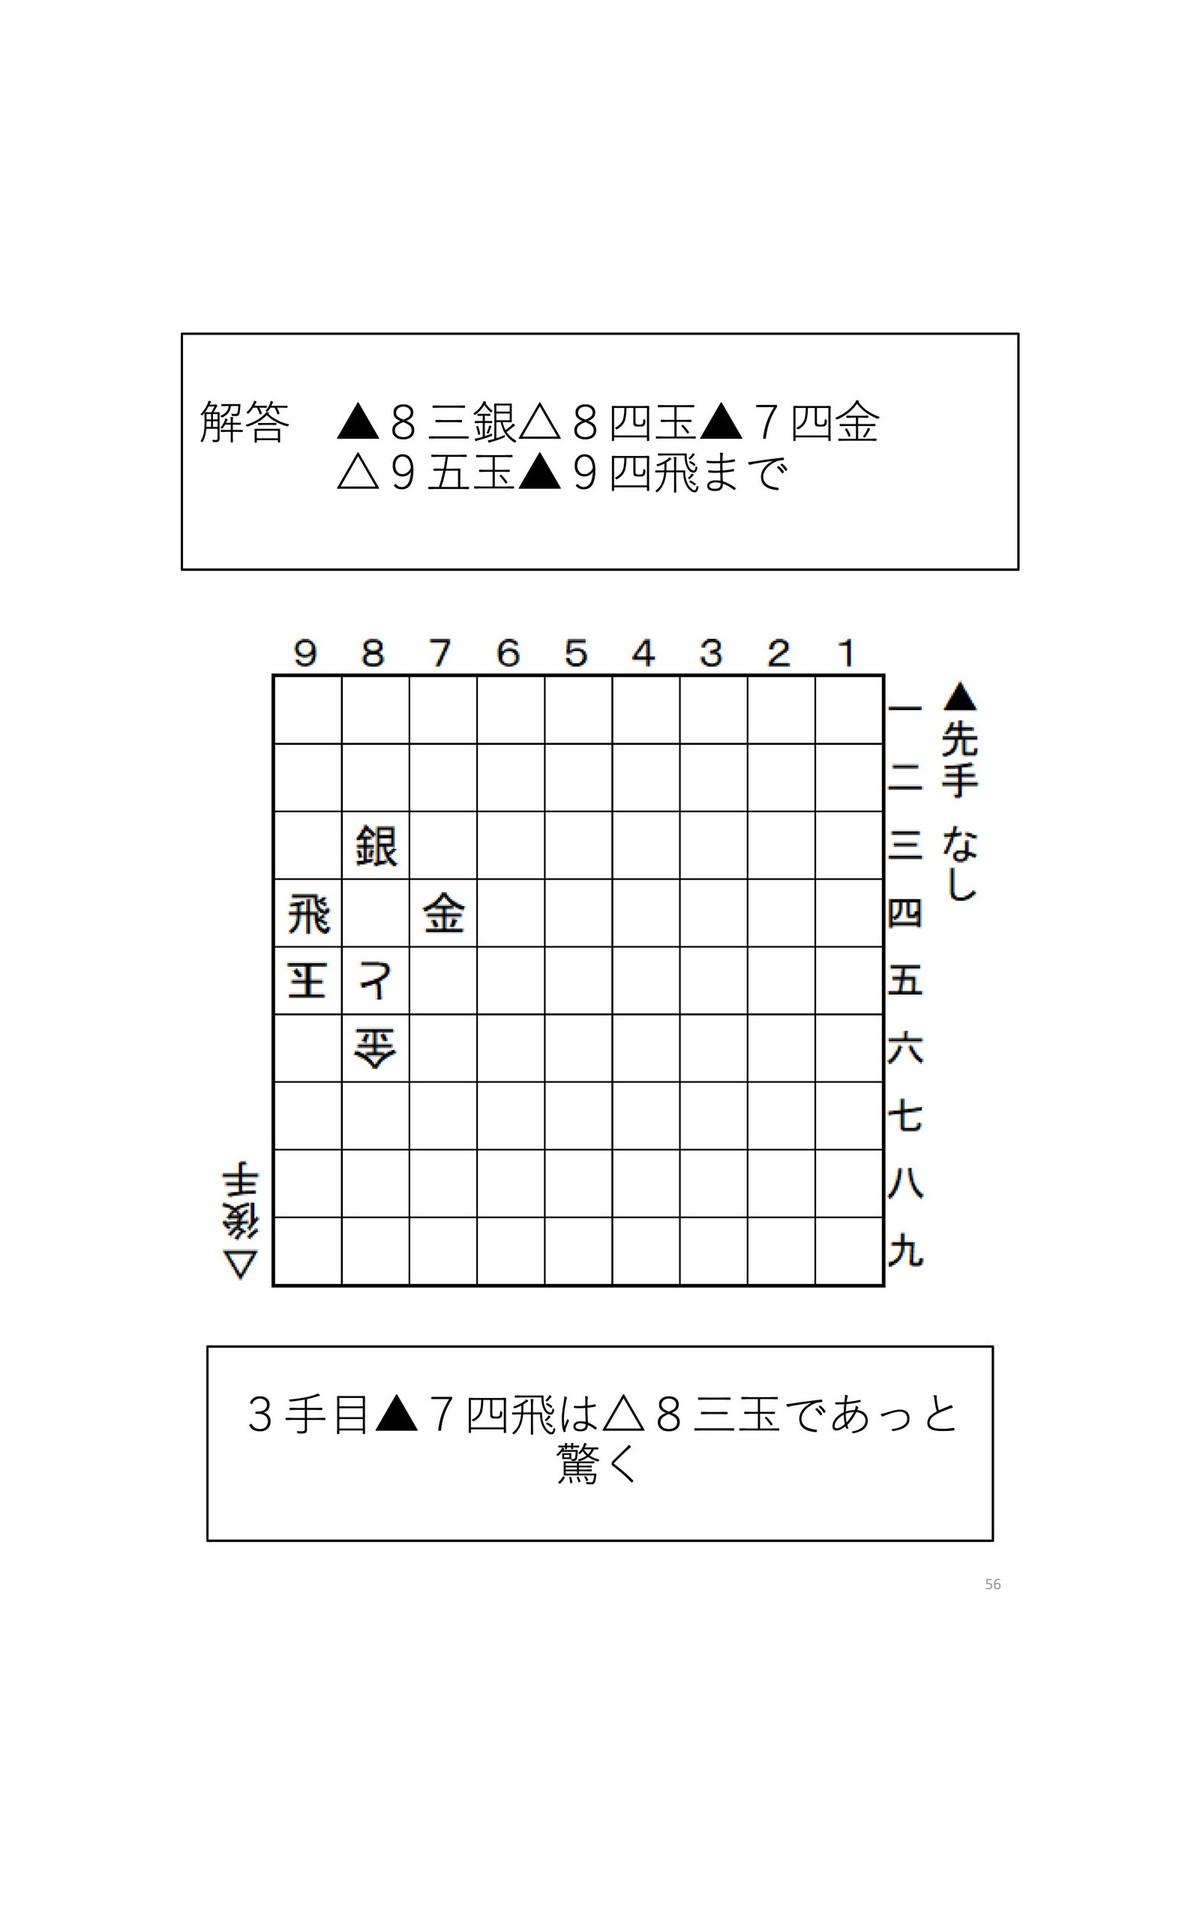 解答　▲８三銀△８四玉▲７四金
△９五玉▲９四飛まで
9 8 7 6 5 4 3 2 1
一
二
三
四
五
六
七
八
九
▲先手 なし
銀
飛 金
王 と
金
△後手
３手目▲７四飛は△８三玉であっと
驚く
56